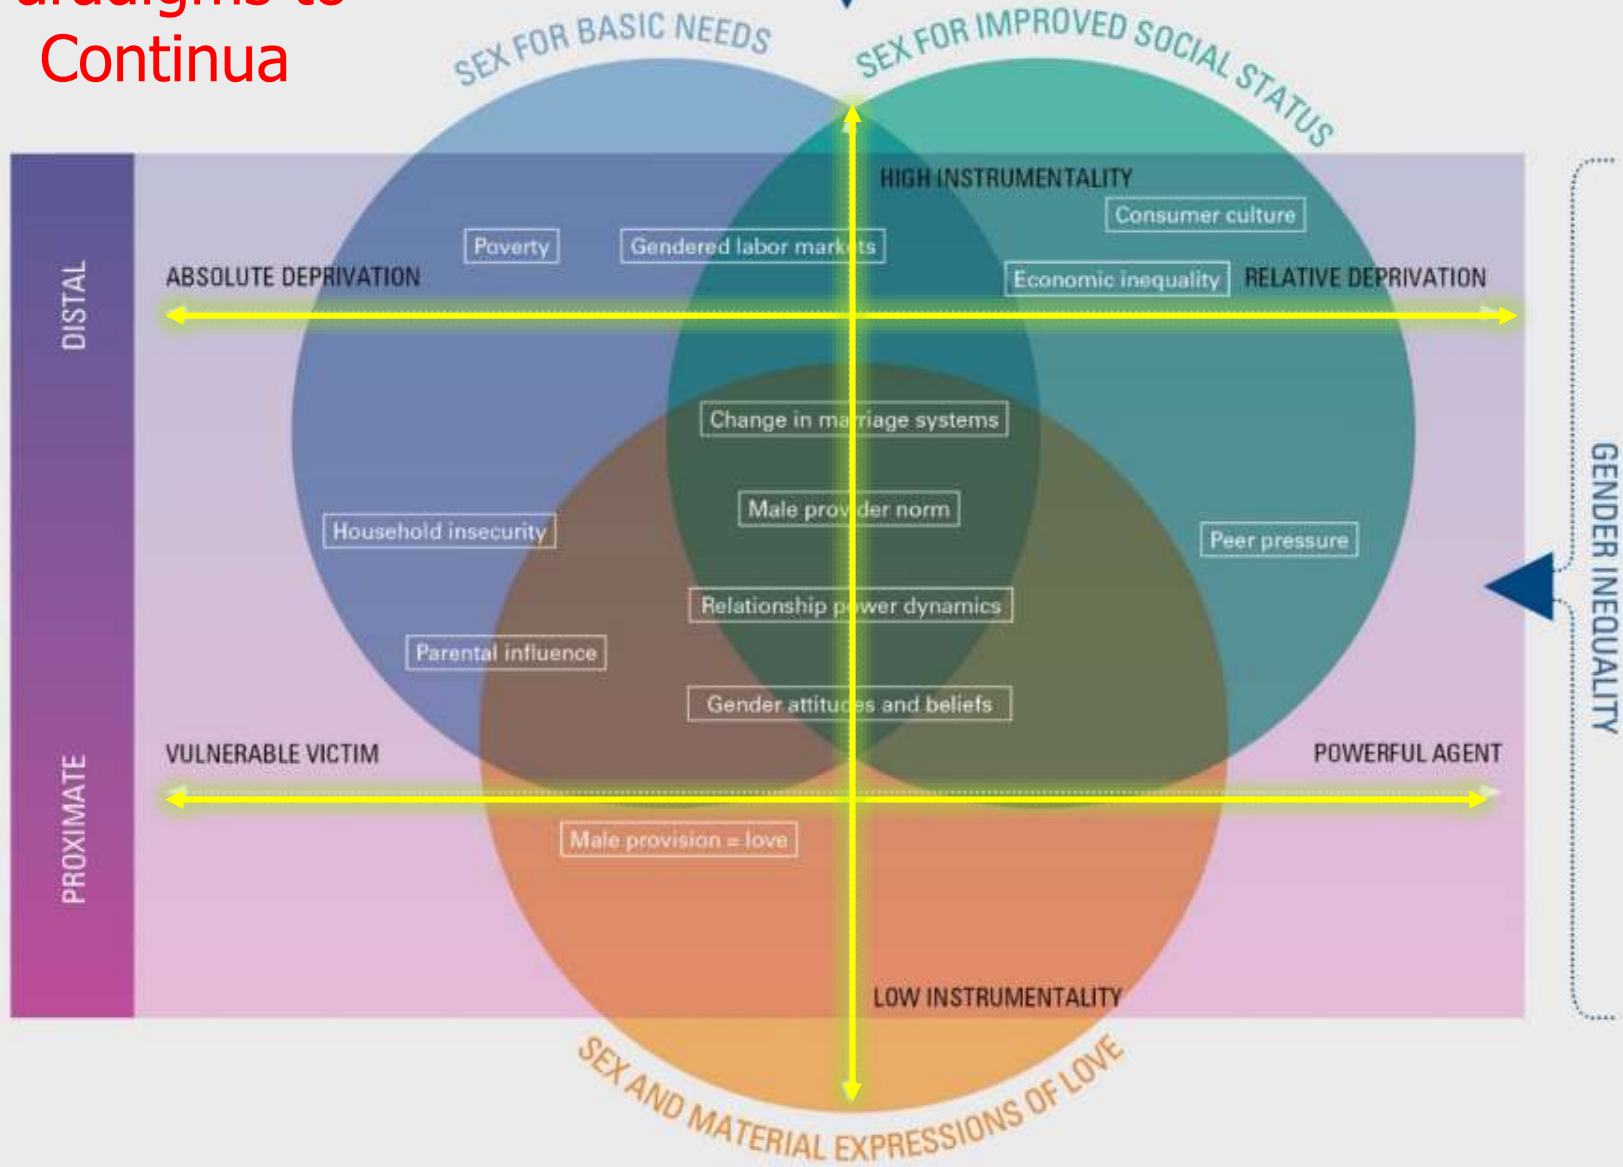 aradigms to
Continua
SEX FOR BASIC NEEDS
SEX FOR IMPROVED SOCIAL STATUS
HIGH INSTRUMENTALITY
Consumer culture
Poverty
Gendered labor markets
ABSOLUTE DEPRIVATION
Economic inequality
RELATIVE DEPRIVATION
DISTAL
Change in marriage systems
Male provider norm
Household insecurity
Peer pressure
GENDER INEQUALITY
Relationship power dynamics
Parental influence
Gender attitudes and beliefs
VULNERABLE VICTIM
POWERFUL AGENT
PROXIMATE
Male provision = love
LOW INSTRUMENTALITY
SEX AND MATERIAL EXPRESSIONS OF LOVE